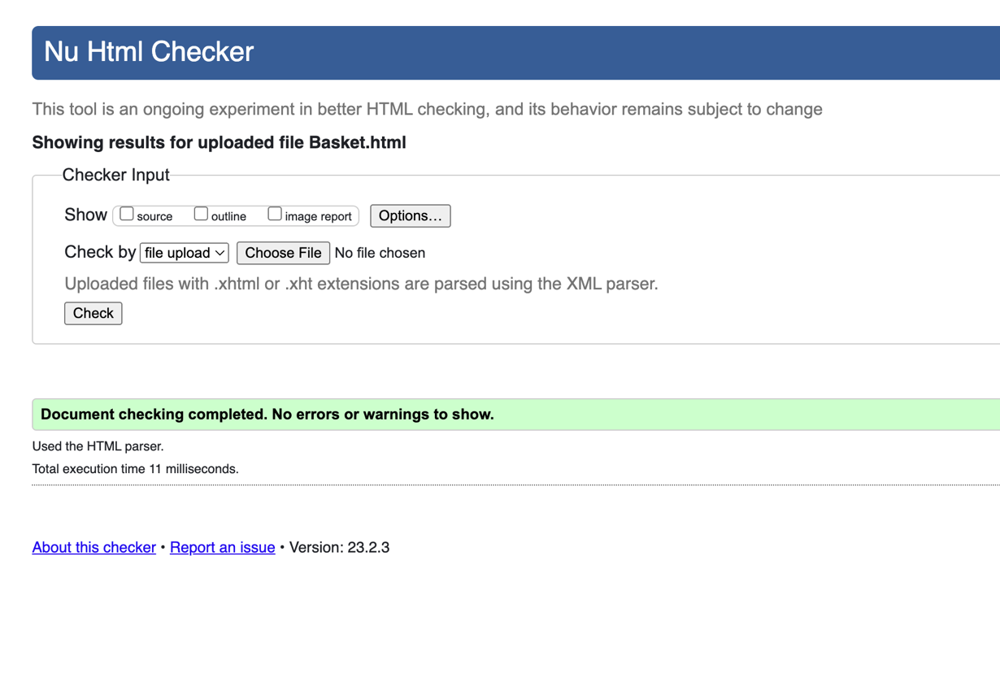 Nu Html Checker
This tool is an ongoing experiment in better HTML checking, and its behavior remains subject to change
Showing results for uploaded file Basket.html
Checker Input
Show source outline image report Options...
Check by file upload Choose File No file chosen
Uploaded files with .xhtml or .xht extensions are parsed using the XML parser.
Check
Document checking completed. No errors or warnings to show.
Used the HTML parser.
Total execution time 11 milliseconds.
About this checker • Report an issue • Version: 23.2.3